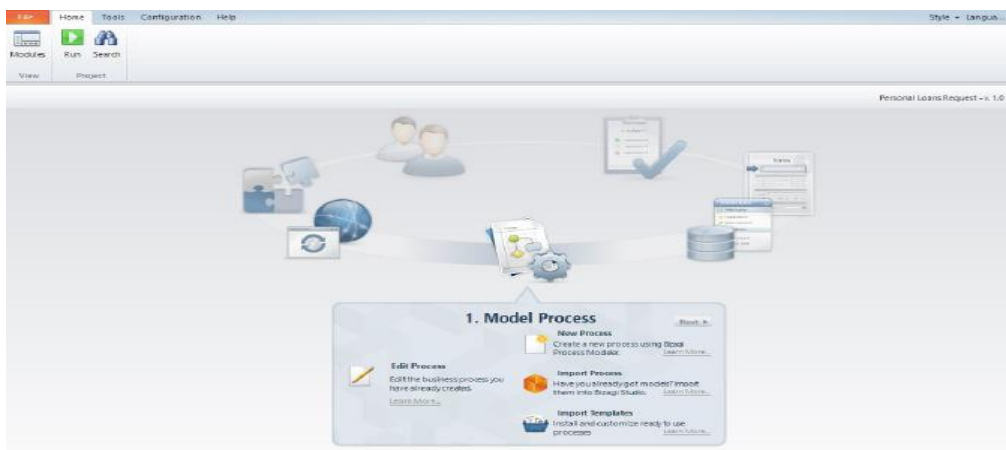 File Home Tools Configuration Help Style Langua...
Modules Run Search
View Project
Personal Loans Request - v. 1.0
1. Model Process
Next
New Process
Create a new process using Bizagi
Process Modeler. Learn More...
Edit Process
Edit the business process you
have already created.
Learn More...
Import Process
Have you already got models? Import
them into Bizagi Studio. Learn More...
Import Templates
Install and customize ready to use
processes Learn More...